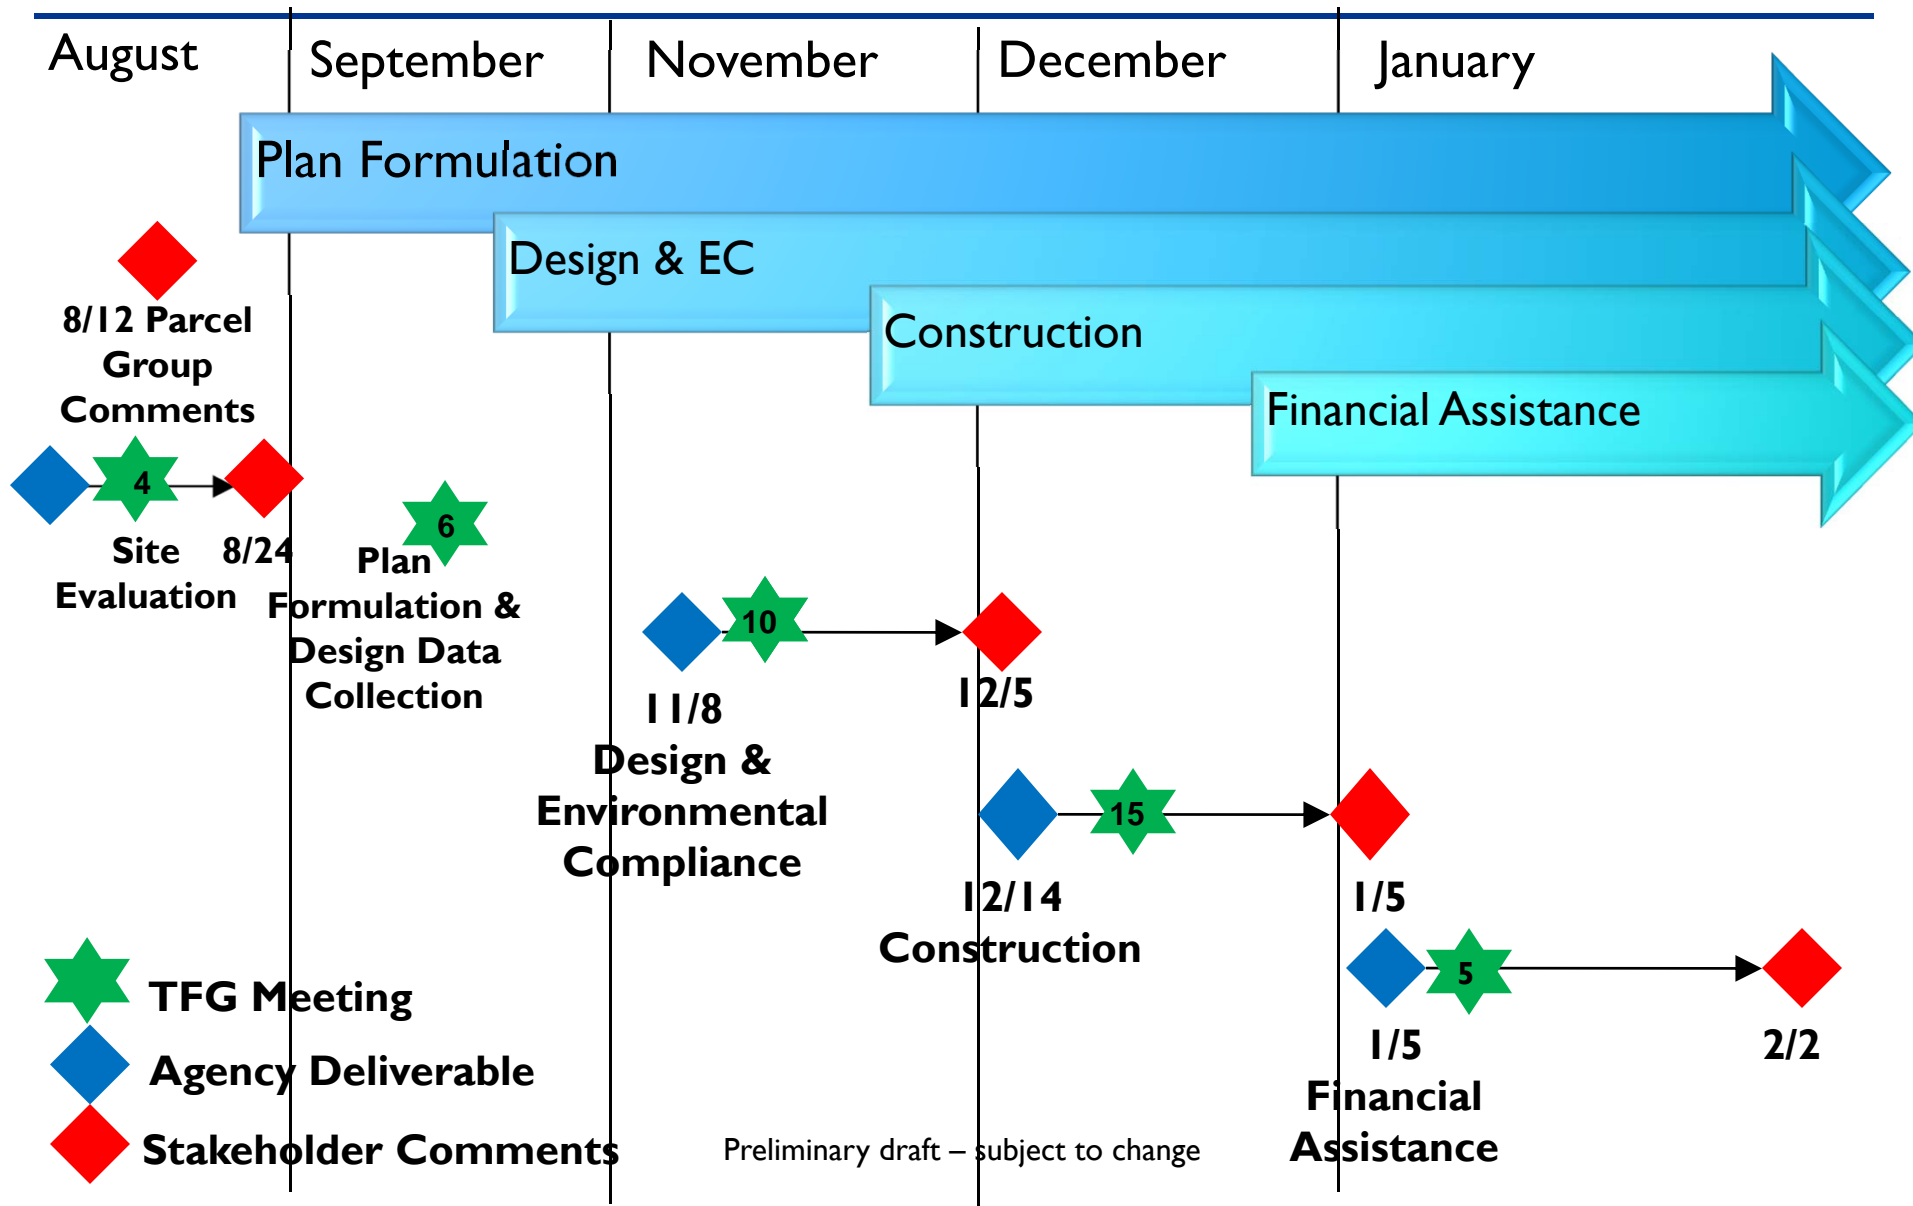 August
September
November
December
January
Plan Formulation
Design & EC
Construction
Financial Assistance
8/12 Parcel
Group
Comments
4
Site
Evaluation
8/24
6
Plan
Formulation &
Design Data
Collection
10
11/8
Design &
Environmental
Compliance
12/5
15
12/14
Construction
1/5
5
1/5
Financial
Assistance
2/2
TFG Meeting
Agency Deliverable
Stakeholder Comments
Preliminary draft – subject to change